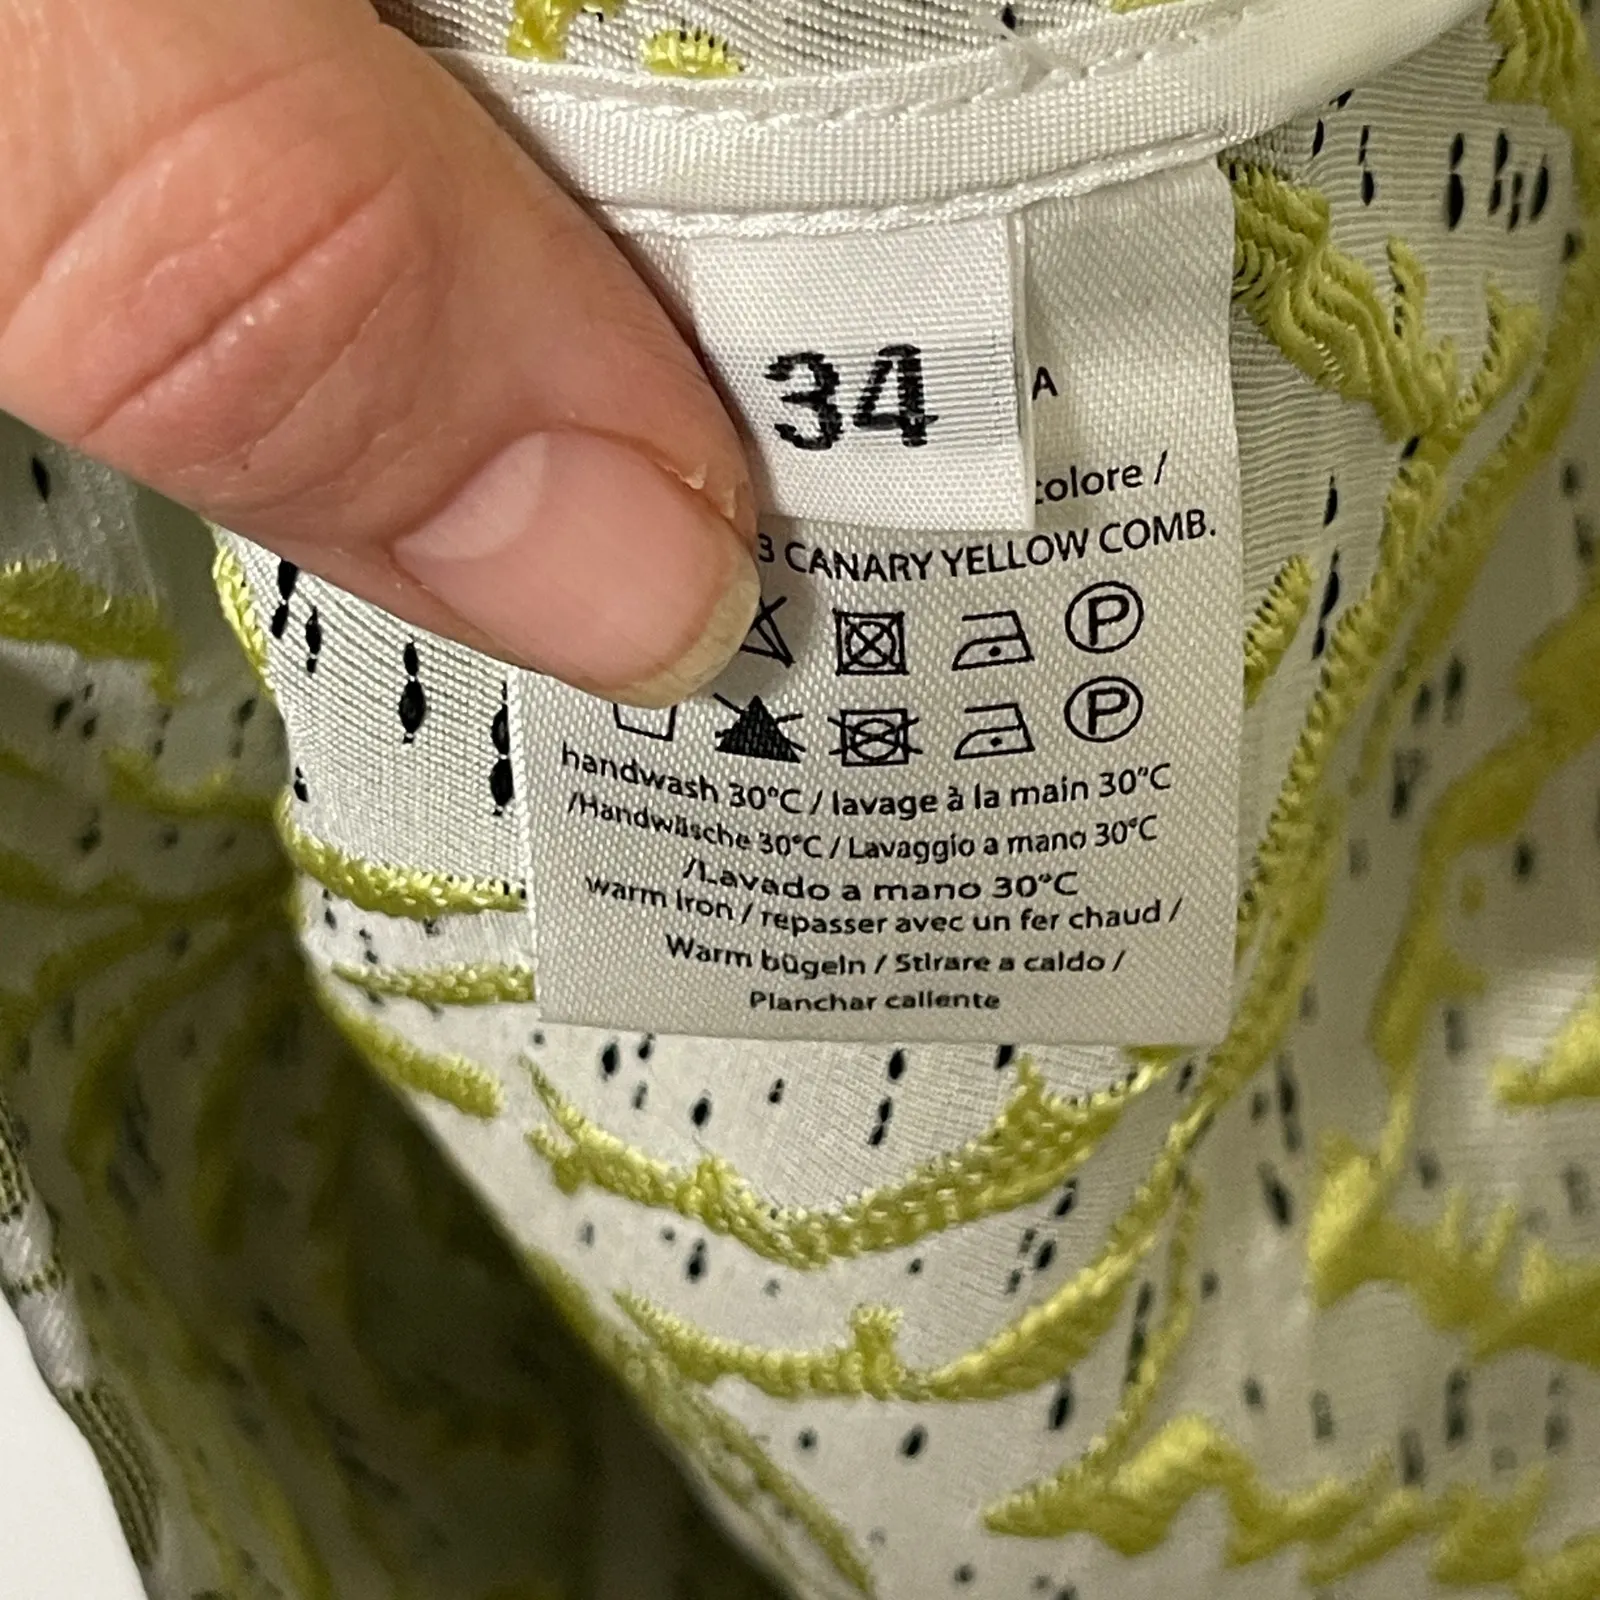 34
A
colore /
3 CANARY YELLOW COMB.
P
P
handwash 30°C / lavage à la main 30°C
/Handwäsche 30°C / Lavaggio a mano 30°C
/Lavado a mano 30°C
warm iron / repasser avec un fer chaud /
Warm bügeln / Stirare a caldo /
Planchar caliente